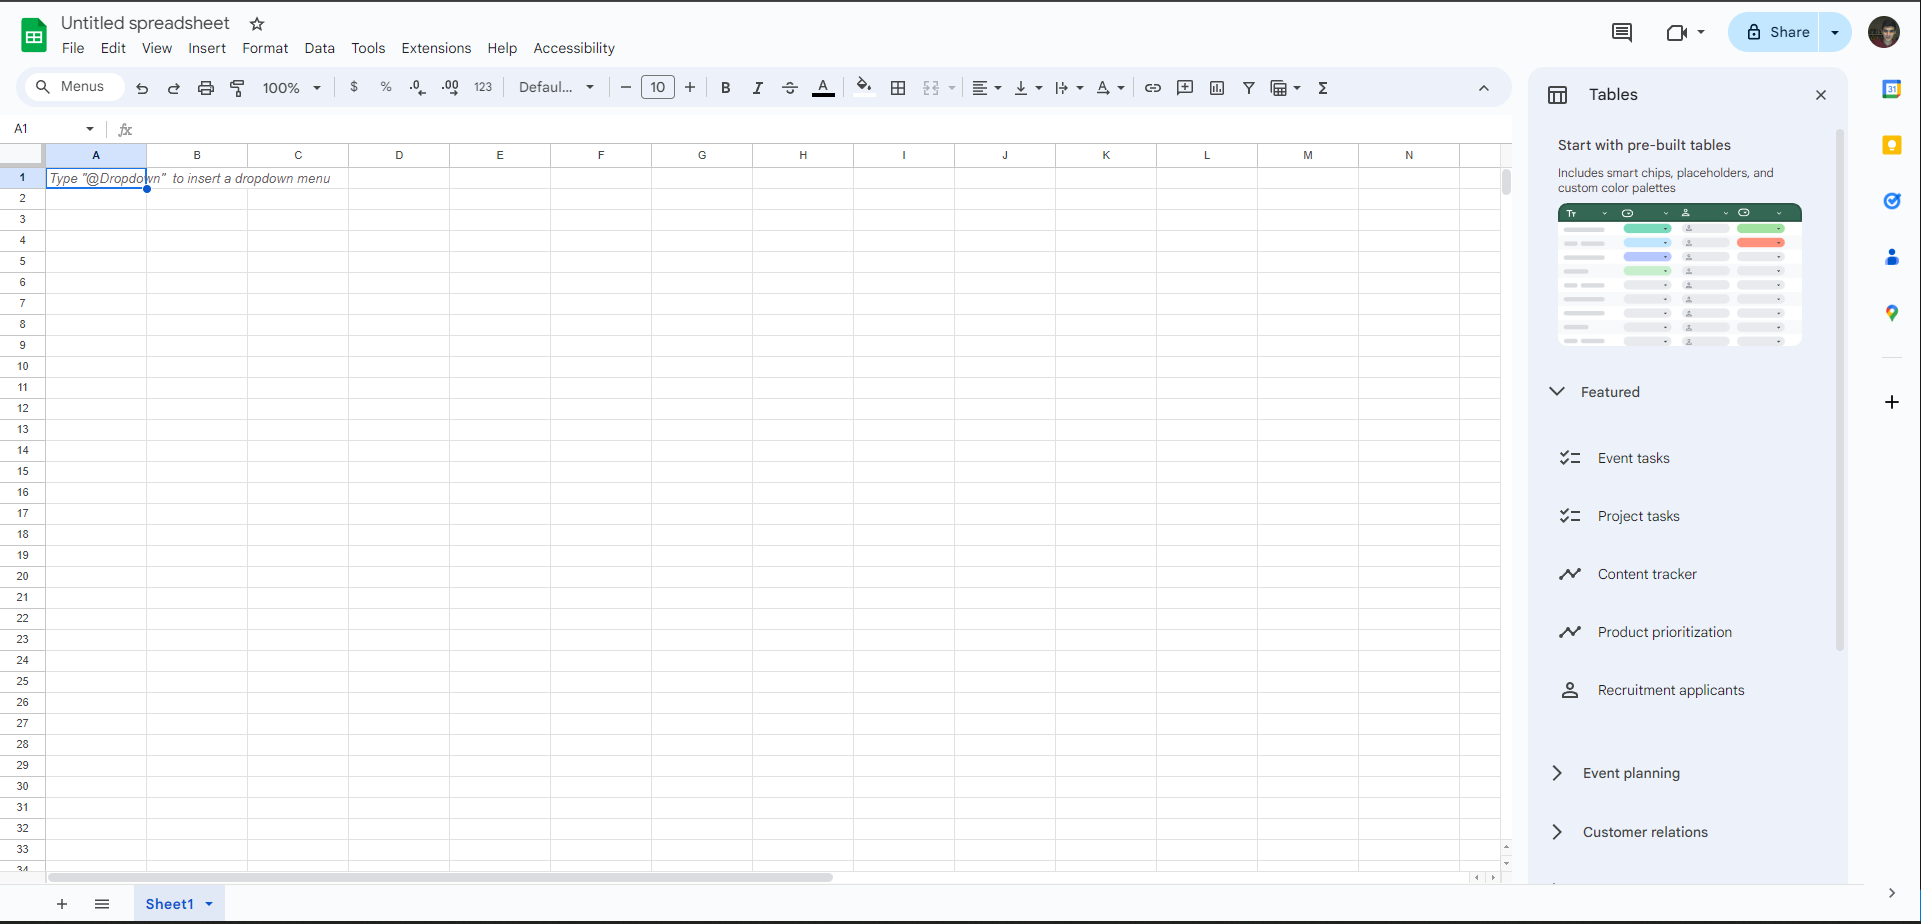 Untitled spreadsheet
File Edit View Insert Format Data Tools Extensions Help Accessibility
Share
Menus 100% $ % .0 .00 123 Defaul... 10 B I A
A1 fx
A B C D E F G H I J K L M N
1 Type "@Dropdown" to insert a dropdown menu
2
3
4
5
6
7
8
9
10
11
12
13
14
15
16
17
18
19
20
21
22
23
24
25
26
27
28
29
30
31
32
33
34
Sheet1
Tables
Start with pre-built tables
Includes smart chips, placeholders, and
custom color palettes
Tт
Featured
Event tasks
Project tasks
Content tracker
Product prioritization
Recruitment applicants
Event planning
Customer relations
31